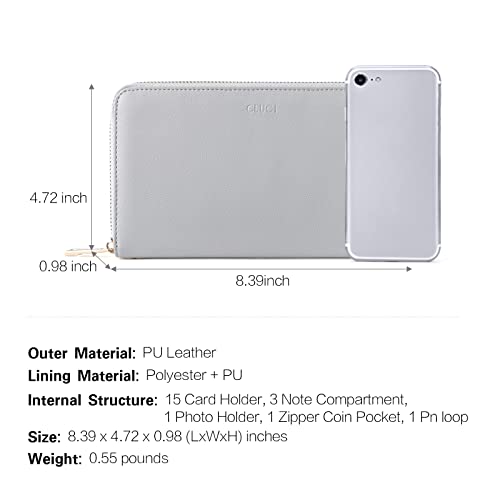 CLUCI
4.72 inch
0.98 inch
8.39inch
Outer Material: PU Leather
Lining Material: Polyester + PU
Internal Structure: 15 Card Holder, 3 Note Compartment,
1 Photo Holder, 1 Zipper Coin Pocket, 1 Pn loop
Size: 8.39 x 4.72 x 0.98 (LxWxH) inches
Weight: 0.55 pounds